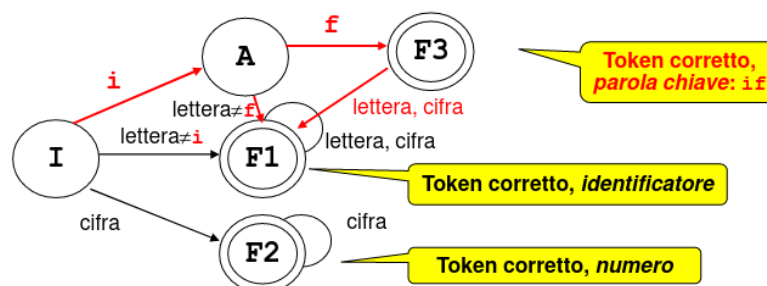 f
A
F3
Token corretto,
parola chiave: if
i
lettera≠f
lettera, cifra
lettera≠i
lettera, cifra
I
F1
Token corretto, identificatore
cifra
cifra
F2
Token corretto, numero